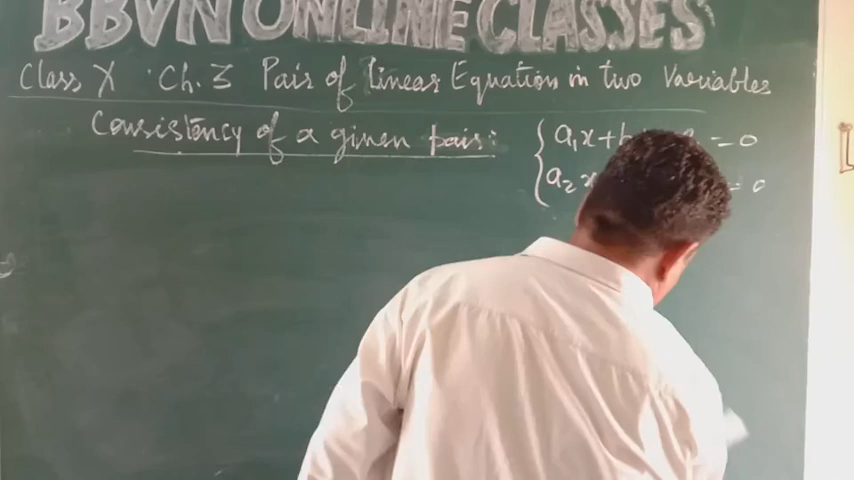 BBVN ONLINE CLASSES
Class X Ch. 3 Pair of linear Equation in two Variables
Consistency of a given pair:
a₁x+b = 0
a₂x = 0